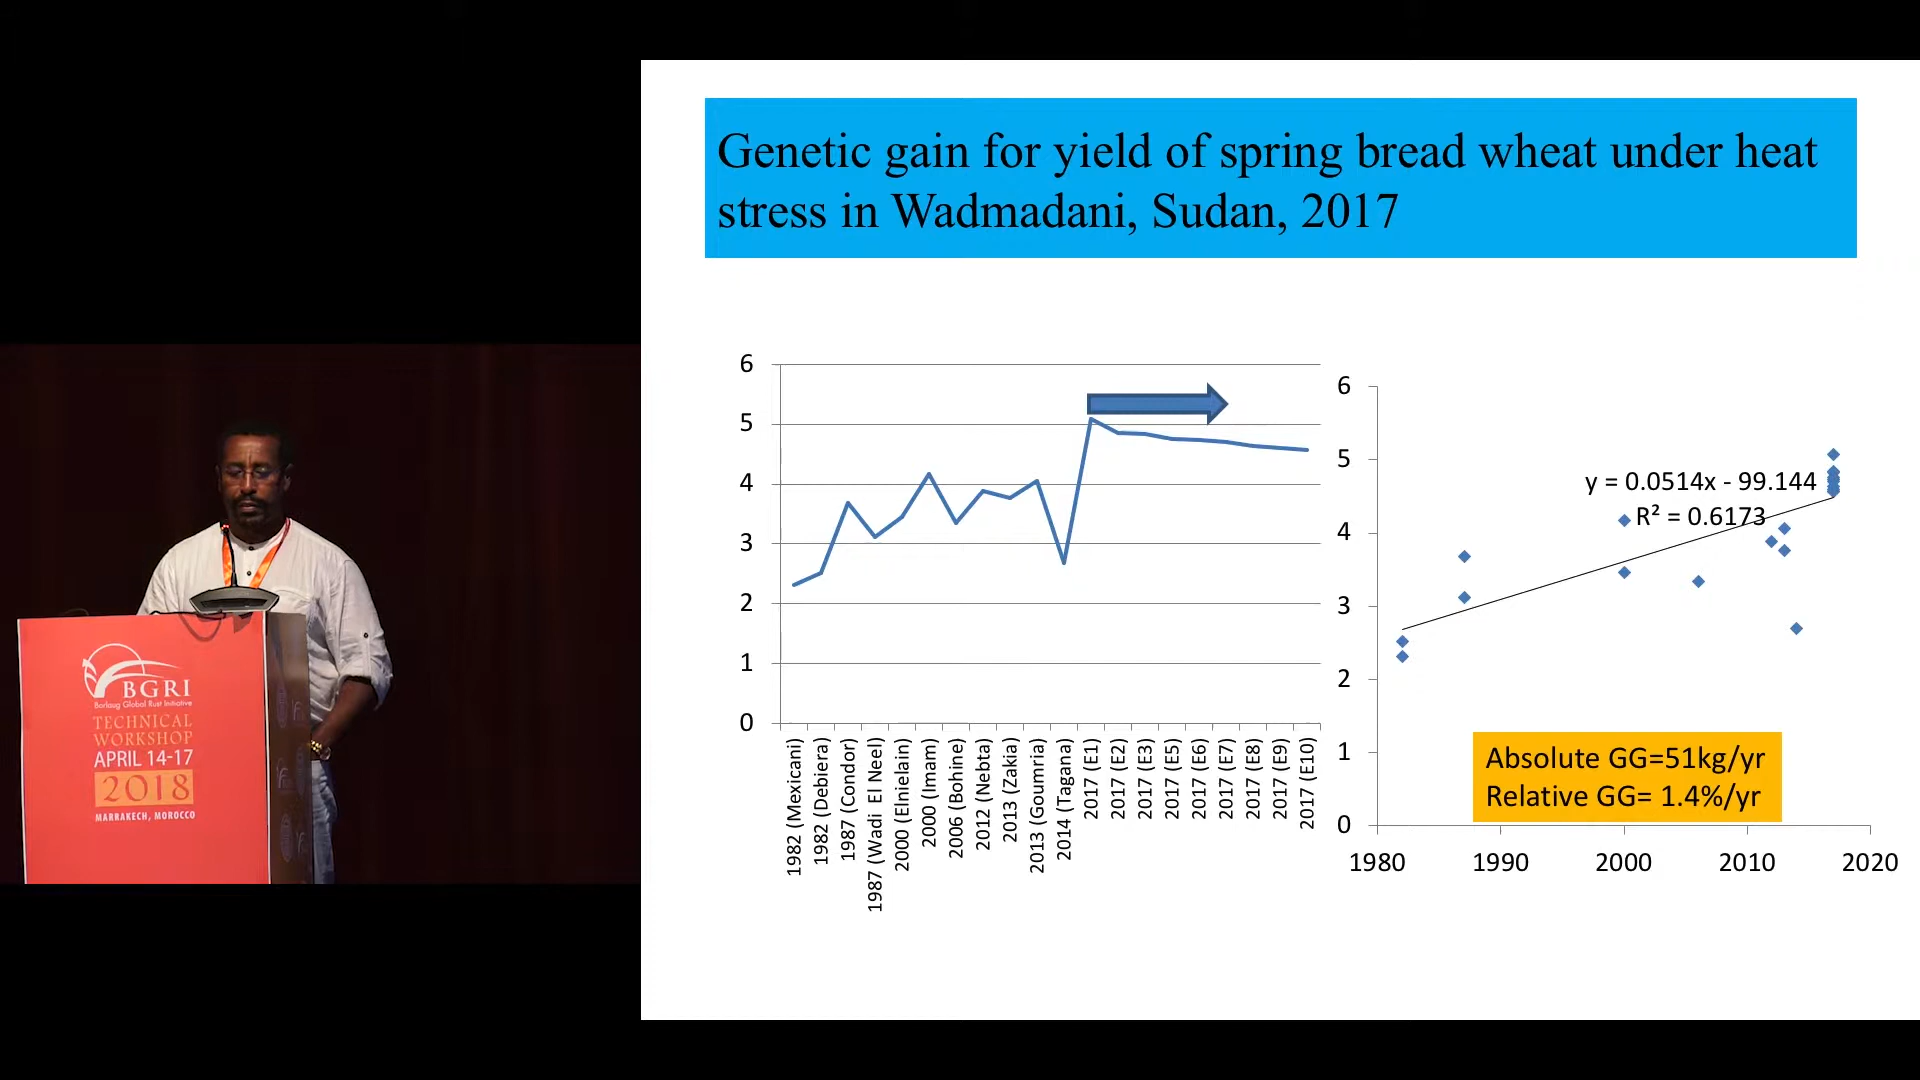 Genetic gain for yield of spring bread wheat under heat
stress in Wadmadani, Sudan, 2017
6
5
4
3
2
1
0
1982 (Mexicani)
1982 (Debiera)
1987 (Condor)
1987 (Wadi El Neel)
2000 (Elnielain)
2000 (Imam)
2006 (Bohine)
2012 (Nebta)
2013 (Zakia)
2013 (Goumria)
2014 (Tagana)
2017 (E1)
2017 (E2)
2017 (E3)
2017 (E5)
2017 (E6)
2017 (E7)
2017 (E8)
2017 (E9)
2017 (E10)
6
5
4
3
2
1
0
y = 0.0514x - 99.144
R² = 0.6173
Absolute GG=51kg/yr
Relative GG= 1.4%/yr
1980 1990 2000 2010 2020
BGRI
Borlaug Global Rust Initiative
TECHNICAL
WORKSHOP
APRIL 14-17
2018
MARRAKECH, MOROCCO